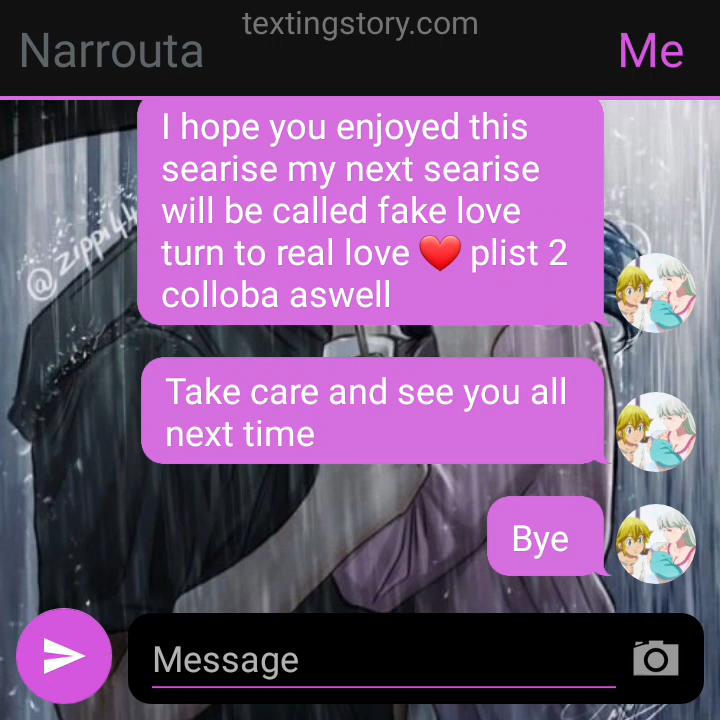 textingstory.com
Narrouta
Me
I hope you enjoyed this
searise my next searise
will be called fake love
turn to real love ❤️ plist 2
colloba aswell
@zippi44
Take care and see you all
next time
Bye
Message